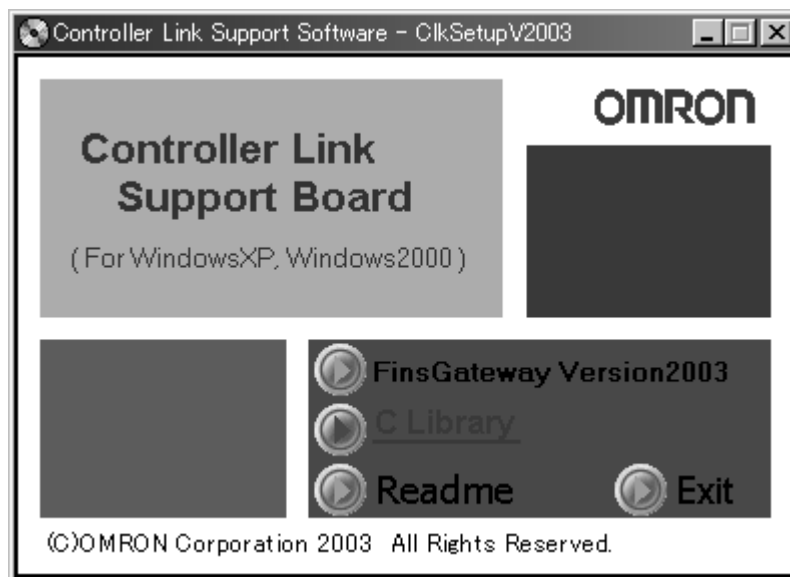 Controller Link Support Software - ClkSetupV2003
OMRON
Controller Link
Support Board
( For WindowsXP, Windows2000 )
FinsGateway Version2003
C Library
Readme
Exit
(C)OMRON Corporation 2003 All Rights Reserved.